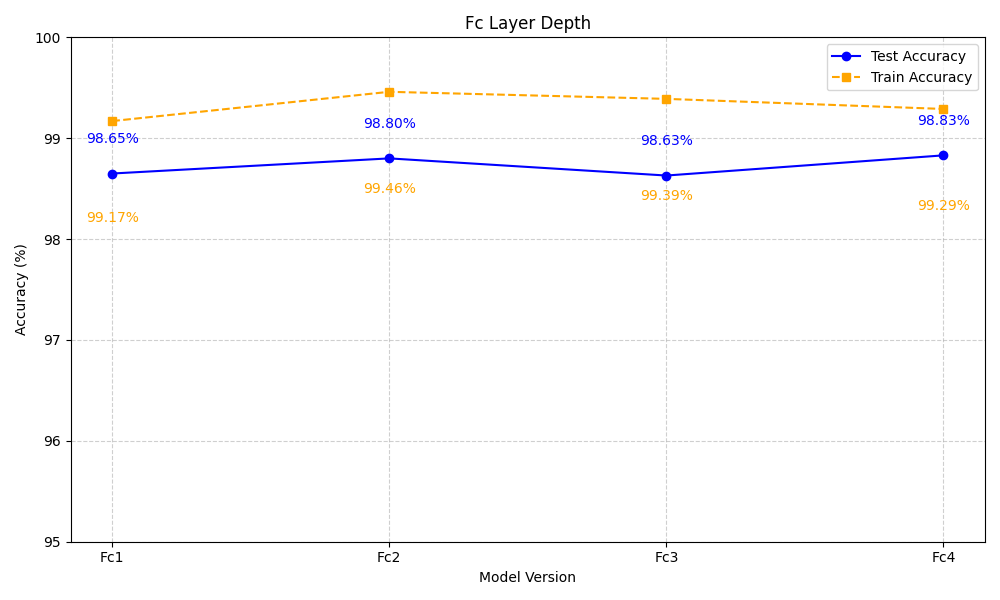 Fc Layer Depth
100
99
98
97
96
95
Accuracy (%)
Test Accuracy
Train Accuracy
98.65%
98.80%
98.63%
98.83%
99.17%
99.46%
99.39%
99.29%
Fc1
Fc2
Fc3
Fc4
Model Version